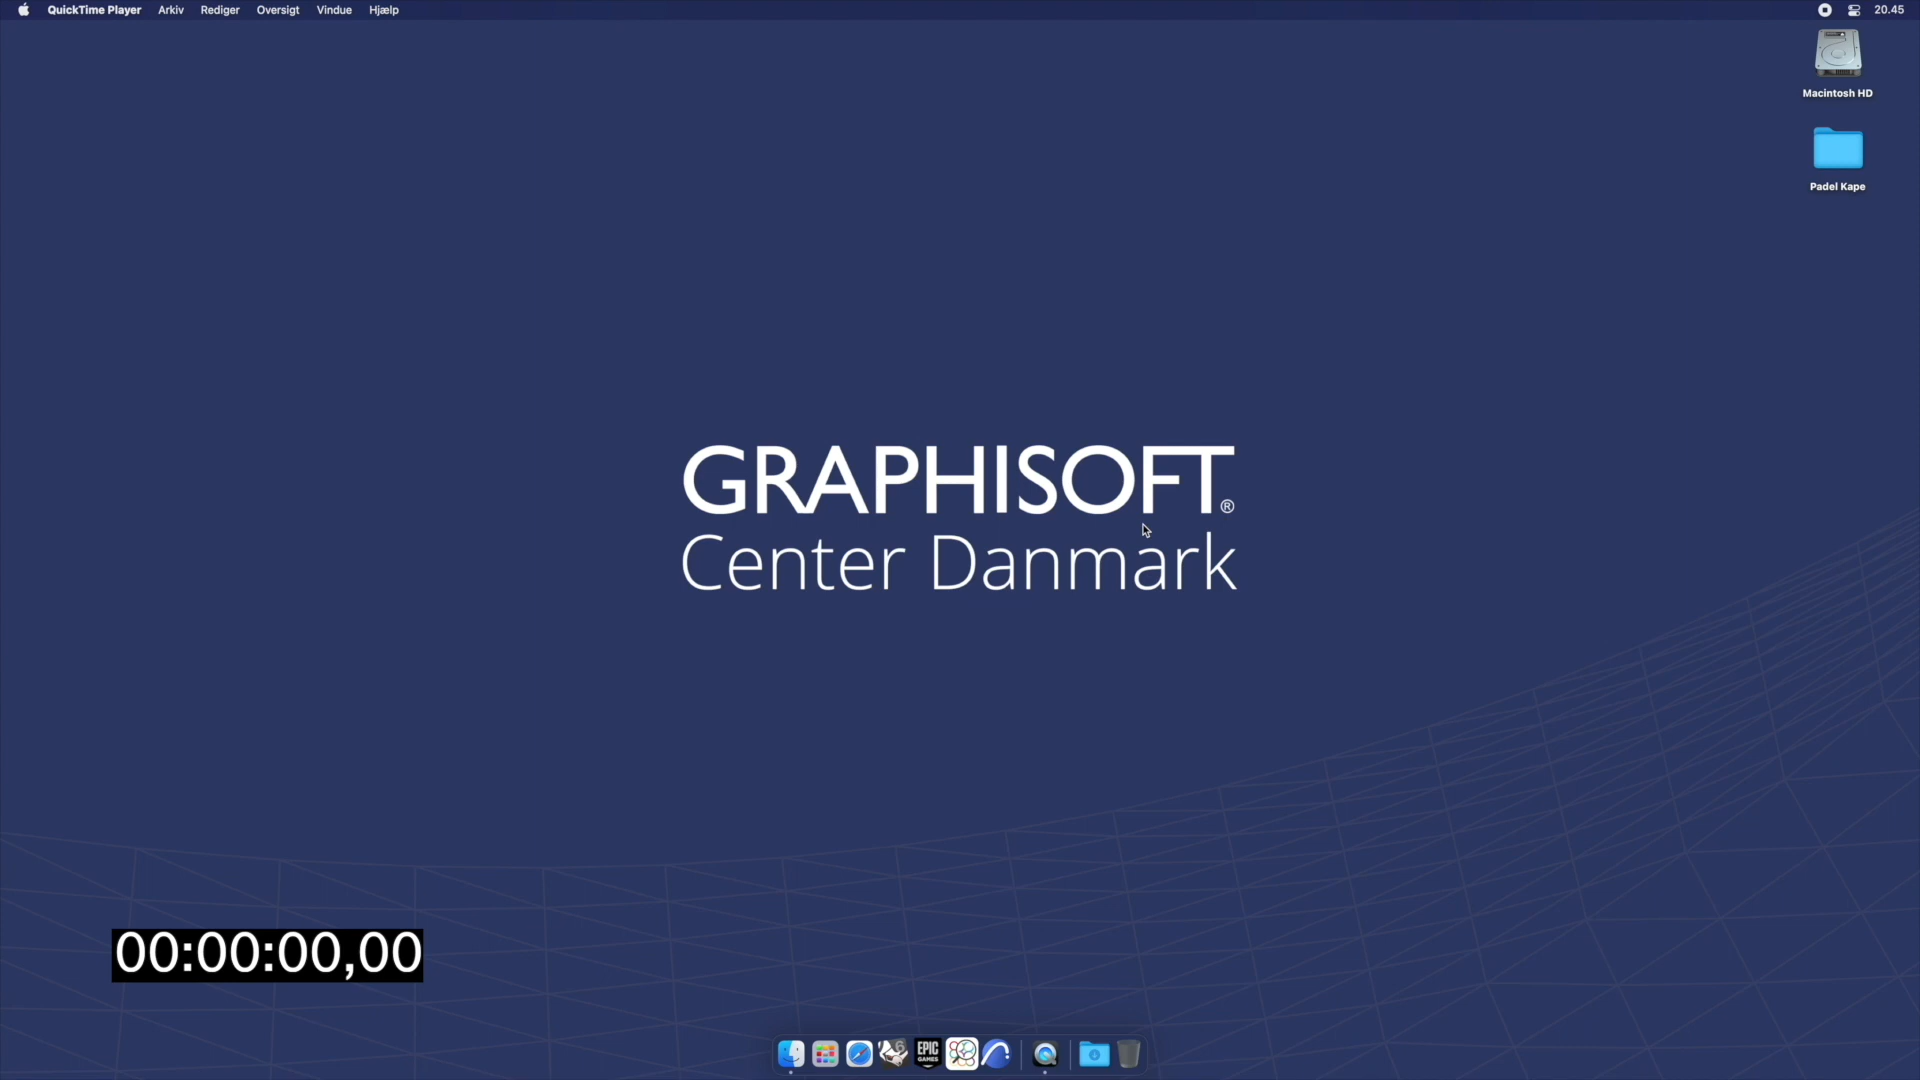 QuickTime Player Arkiv Rediger Oversigt Vindue Hjælp 20.45
Macintosh HD
Padel Kape
GRAPHISOFT®
Center Danmark
00:00:00,00
EPIC
GAMES